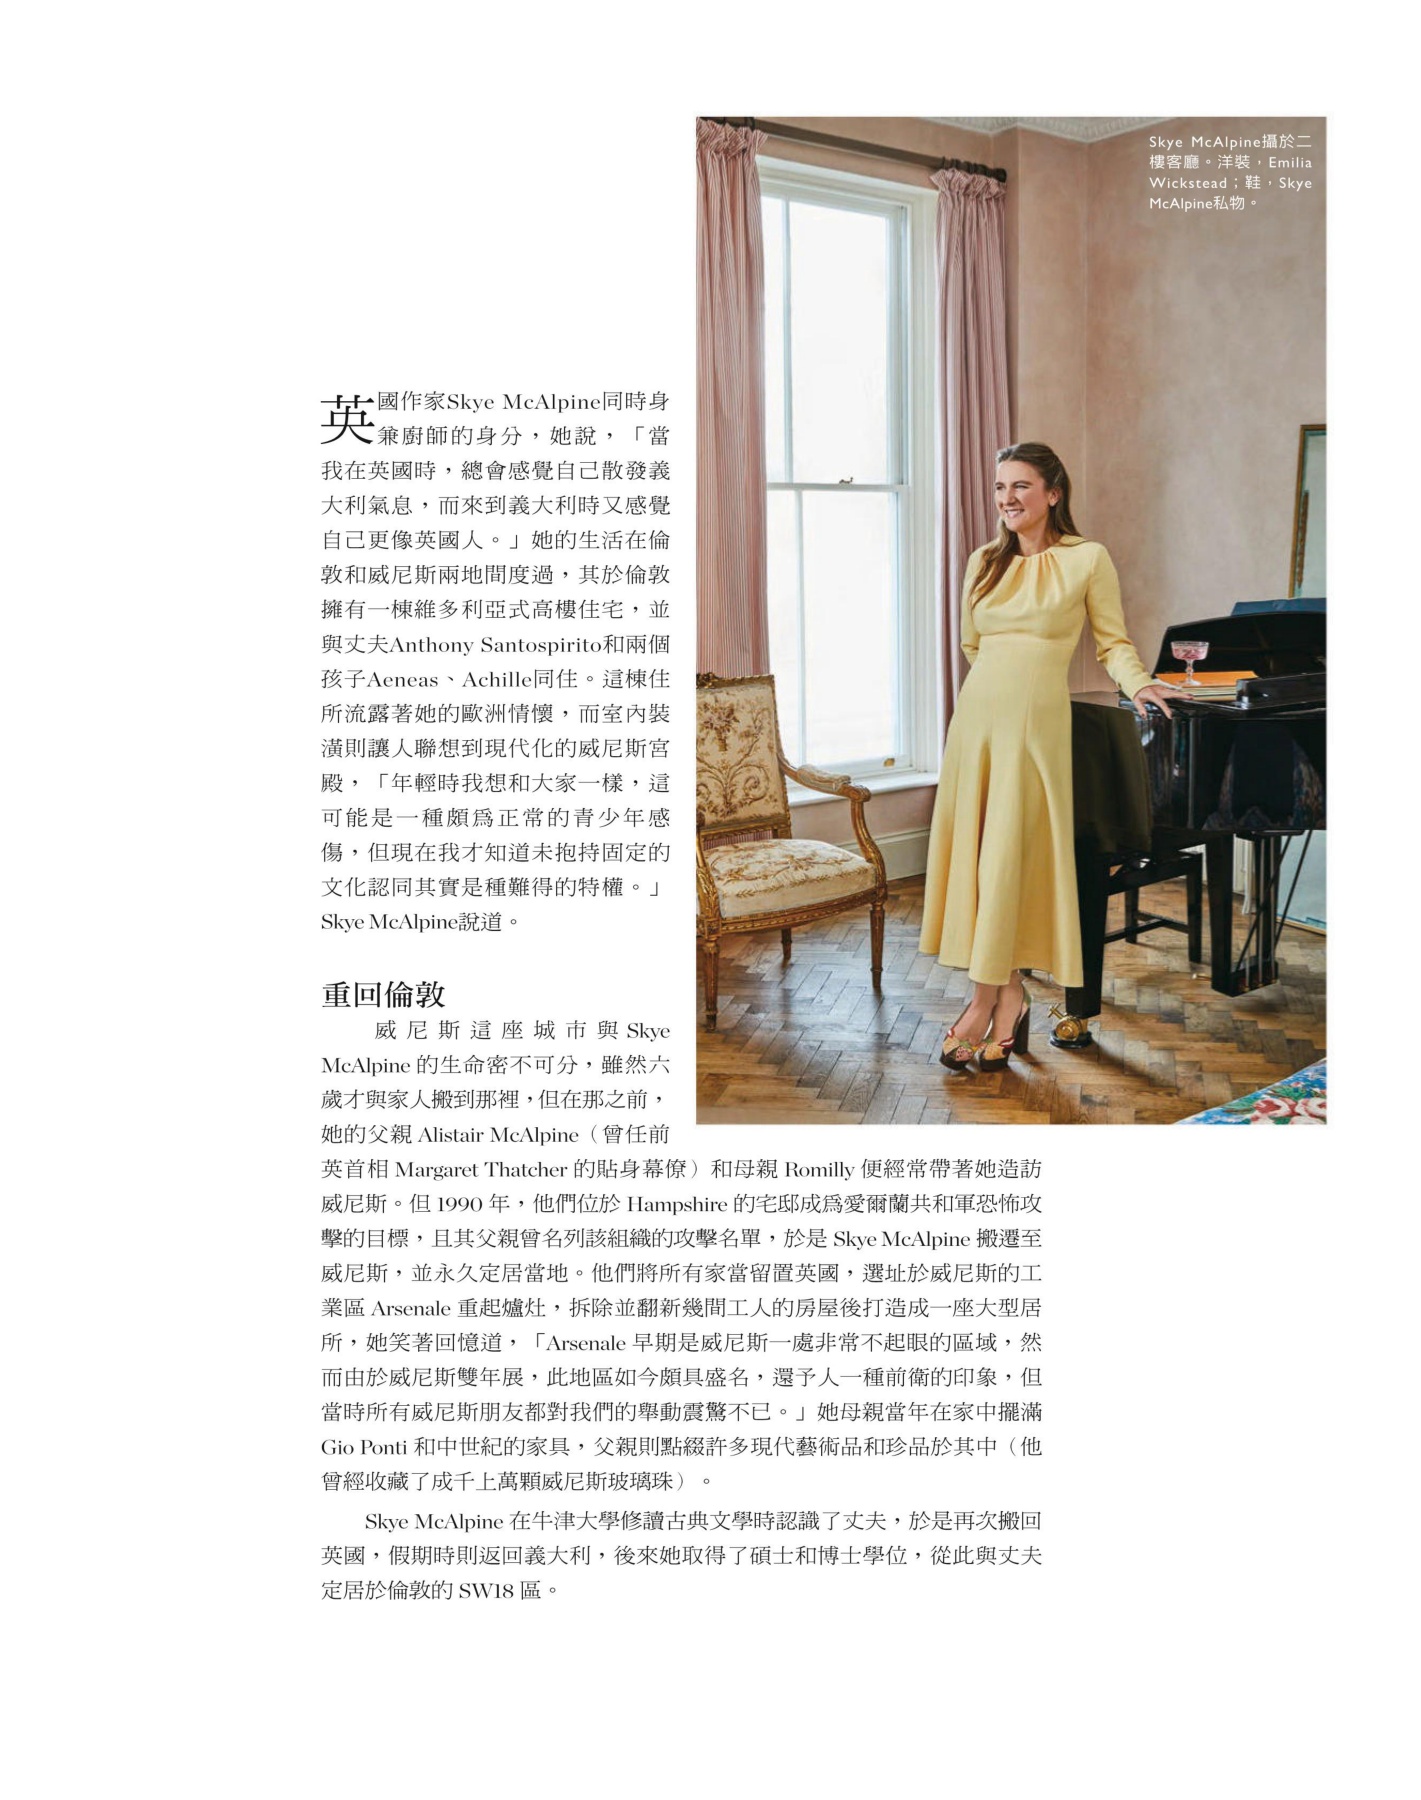 Skye McAlpine攝於二
樓客廳。洋裝，Emilia
Wickstead；鞋，Skye
McAlpine私物。
英國作家Skye McAlpine同時身
兼廚師的身分，她說，「當
我在英國時，總會感覺自己散發義
大利氣息，而來到義大利時又感覺
自己更像英國人。」她的生活在倫
敦和威尼斯兩地間度過，其於倫敦
擁有一棟維多利亞式高樓住宅，並
與丈夫Anthony Santospirito和兩個
孩子Aeneas、Achille同住。這棟住
所流露著她的歐洲情懷，而室內裝
潢則讓人聯想到現代化的威尼斯宮
殿，「年輕時我想和大家一樣，這
可能是一種頗為正常的青少年感
傷，但現在我才知道未抱持固定的
文化認同其實是種難得的特權。」
Skye McAlpine說道。
重回倫敦
威尼斯這座城市與Skye
McAlpine 的生命密不可分，雖然六
歲才與家人搬到那裡，但在那之前，
她的父親 Alistair McAlpine（曾任前
英首相 Margaret Thatcher 的貼身幕僚）和母親 Romilly 便經常帶著她造訪
威尼斯。但 1990 年，他們位於 Hampshire 的宅邸成為愛爾蘭共和軍恐怖攻
擊的目標，且其父親曾名列該組織的攻擊名單，於是 Skye McAlpine 搬遷至
威尼斯，並永久定居當地。他們將所有家當留置英國，選址於威尼斯的工
業區 Arsenale 重起爐灶，拆除並翻新幾間工人的房屋後打造成一座大型居
所，她笑著回憶道，「Arsenale 早期是威尼斯一處非常不起眼的區域，然
而由於威尼斯雙年展，此地區如今頗具盛名，還予人一種前衛的印象，但
當時所有威尼斯朋友都對我們的舉動震驚不已。」她母親當年在家中擺滿
Gio Ponti 和中世紀的家具，父親則點綴許多現代藝術品和珍品於其中（他
曾經收藏了成千上萬顆威尼斯玻璃珠）。
Skye McAlpine 在牛津大學修讀古典文學時認識了丈夫，於是再次搬回
英國，假期時則返回義大利，後來她取得了碩士和博士學位，從此與丈夫
定居於倫敦的 SW18 區。